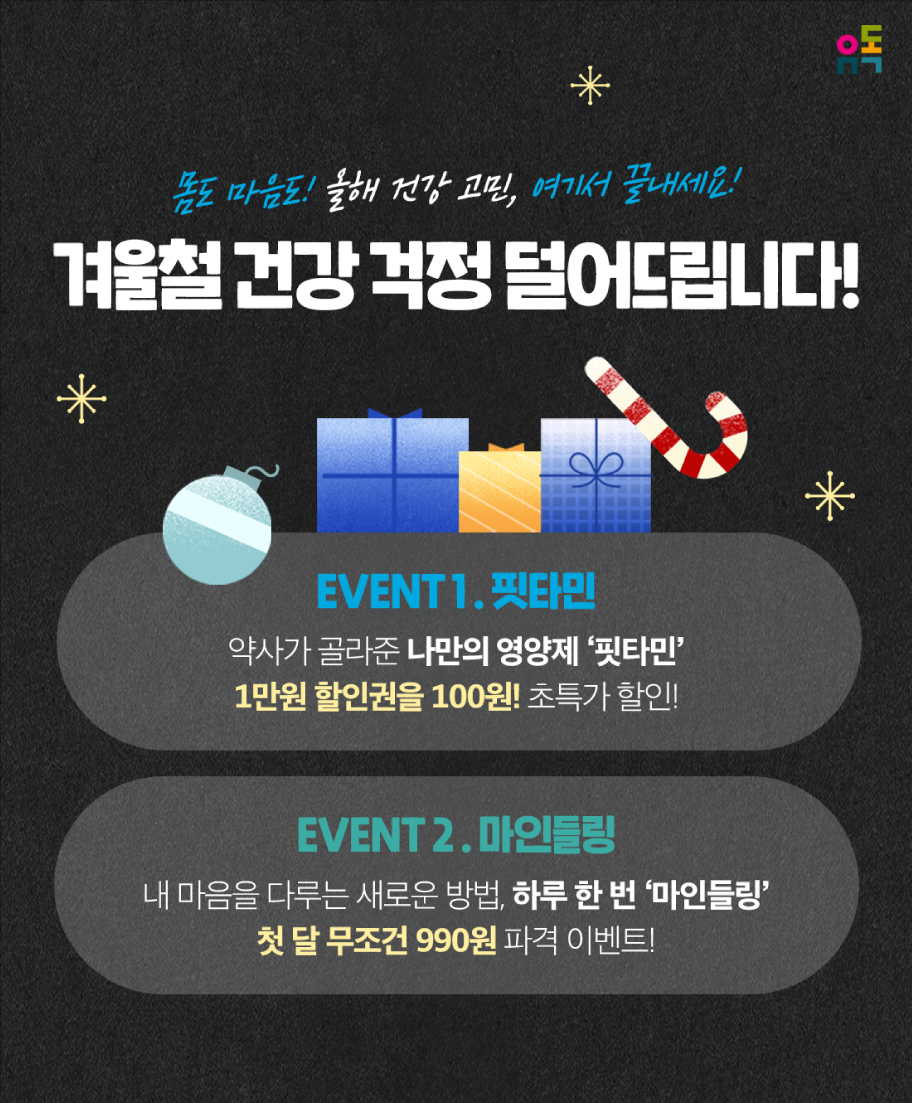 욷독
몸도 마음도! 올해 건강 고민, 여기서 끝내세요!
겨울철 건강 걱정 덜어드립니다!
EVENT 1 . 핏타민
약사가 골라준 나만의 영양제 ‘핏타민’
1만원 할인권을 100원! 초특가 할인!
EVENT 2 . 마인들링
내 마음을 다루는 새로운 방법, 하루 한 번 ‘마인들링’
첫 달 무조건 990원 파격 이벤트!